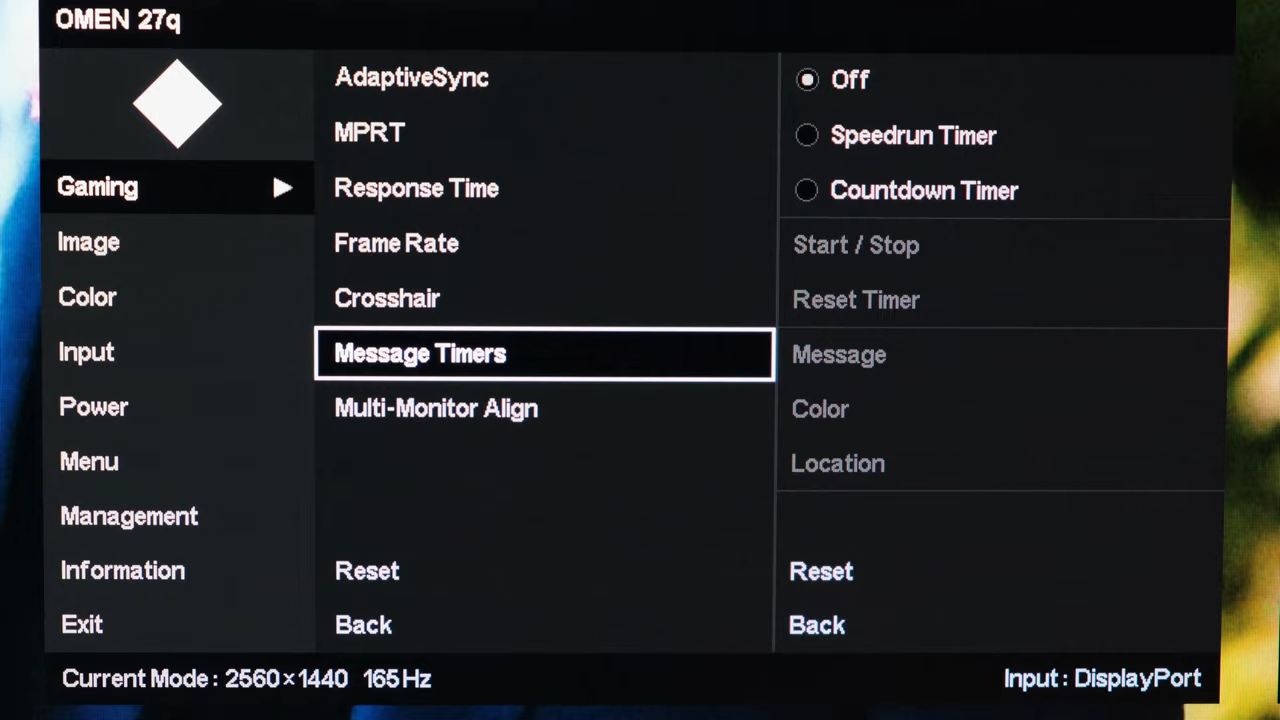 OMEN 27q
Gaming
Image
Color
Input
Power
Menu
Management
Information
Exit
AdaptiveSync
MPRT
Response Time
Frame Rate
Crosshair
Message Timers
Multi-Monitor Align
Reset
Back
Off
Speedrun Timer
Countdown Timer
Start / Stop
Reset Timer
Message
Color
Location
Reset
Back
Current Mode: 2560×1440 165Hz
Input: DisplayPort